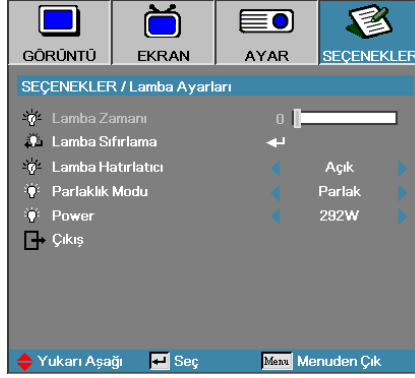 GÖRÜNTÜ EKRAN AYAR SEÇENEKLER
SEÇENEKLER / Lamba Ayarları
Lamba Zamanı 0
Lamba Sıfırlama
Lamba Hatırlatıcı Açık
Parlaklık Modu Parlak
Power 292W
Çıkış
Yukarı Aşağı Seç Menu Menuden Çık